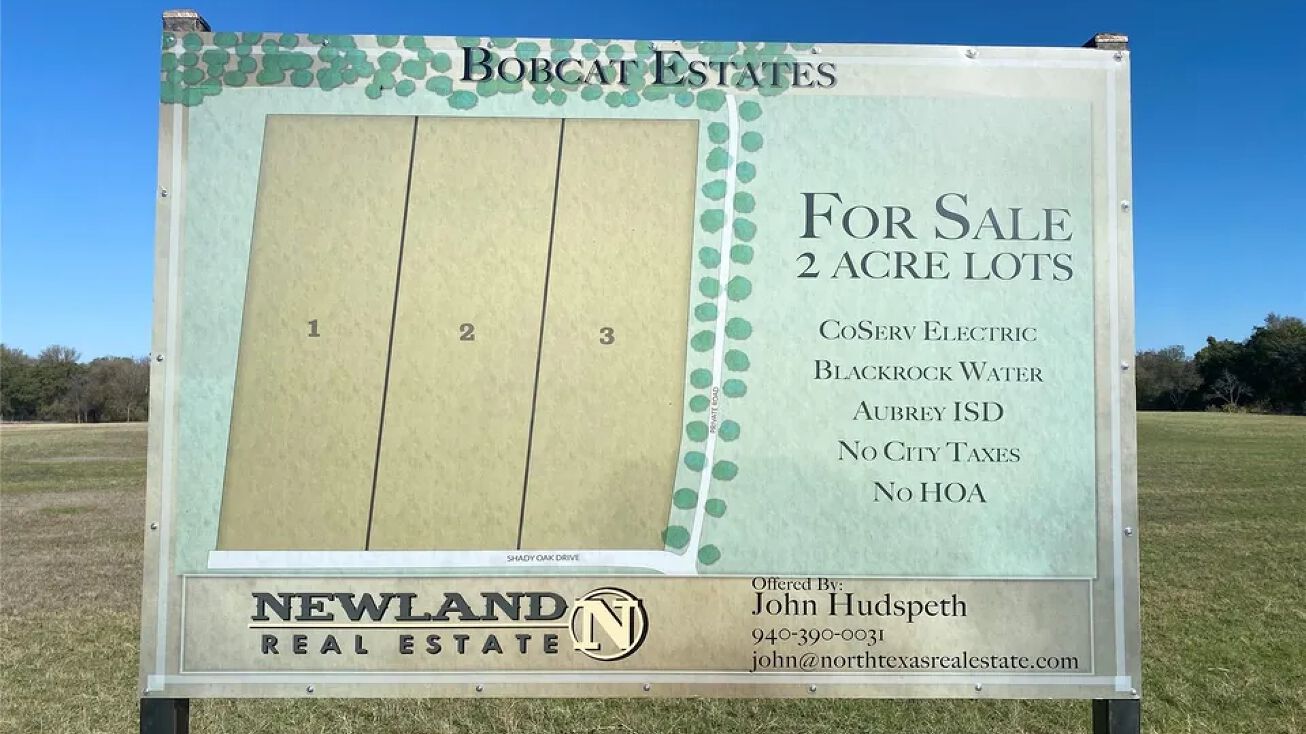 BOBCAT ESTATES
1
2
3
PRIVATE ROAD
SHADY OAK DRIVE
FOR SALE
2 ACRE LOTS
COSERV ELECTRIC
BLACKROCK WATER
AUBREY ISD
NO CITY TAXES
NO HOA
NEWLAND
REAL ESTATE
N
Offered By:
John Hudspeth
940-390-0031
john@northtexasrealestate.com